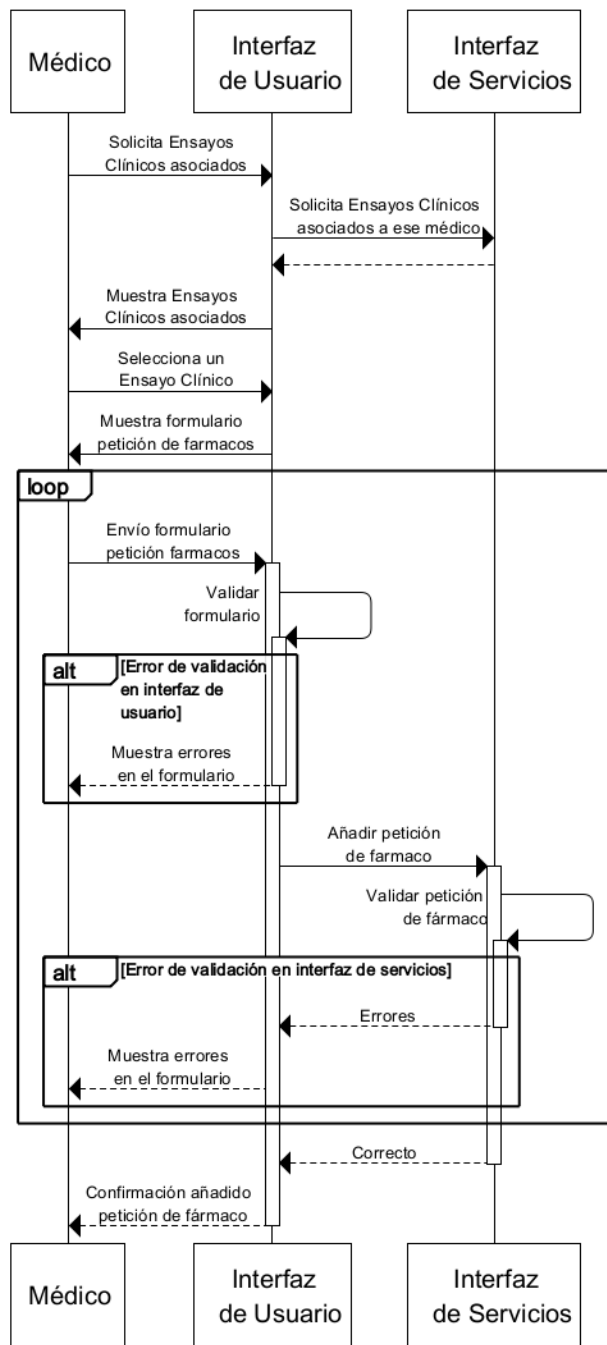 Médico
Interfaz
de Usuario
Interfaz
de Servicios
Solicita Ensayos
Clínicos asociados
Solicita Ensayos Clínicos
asociados a ese médico
Muestra Ensayos
Clínicos asociados
Selecciona un
Ensayo Clínico
Muestra formulario
petición de farmacos
loop
Envío formulario
petición farmacos
Validar
formulario
alt
[Error de validación
en interfaz de
usuario]
Muestra errores
en el formulario
Añadir petición
de farmaco
Validar petición
de fármaco
alt
[Error de validación en interfaz de servicios]
Errores
Muestra errores
en el formulario
Correcto
Confirmación añadido
petición de fármaco
Médico
Interfaz
de Usuario
Interfaz
de Servicios